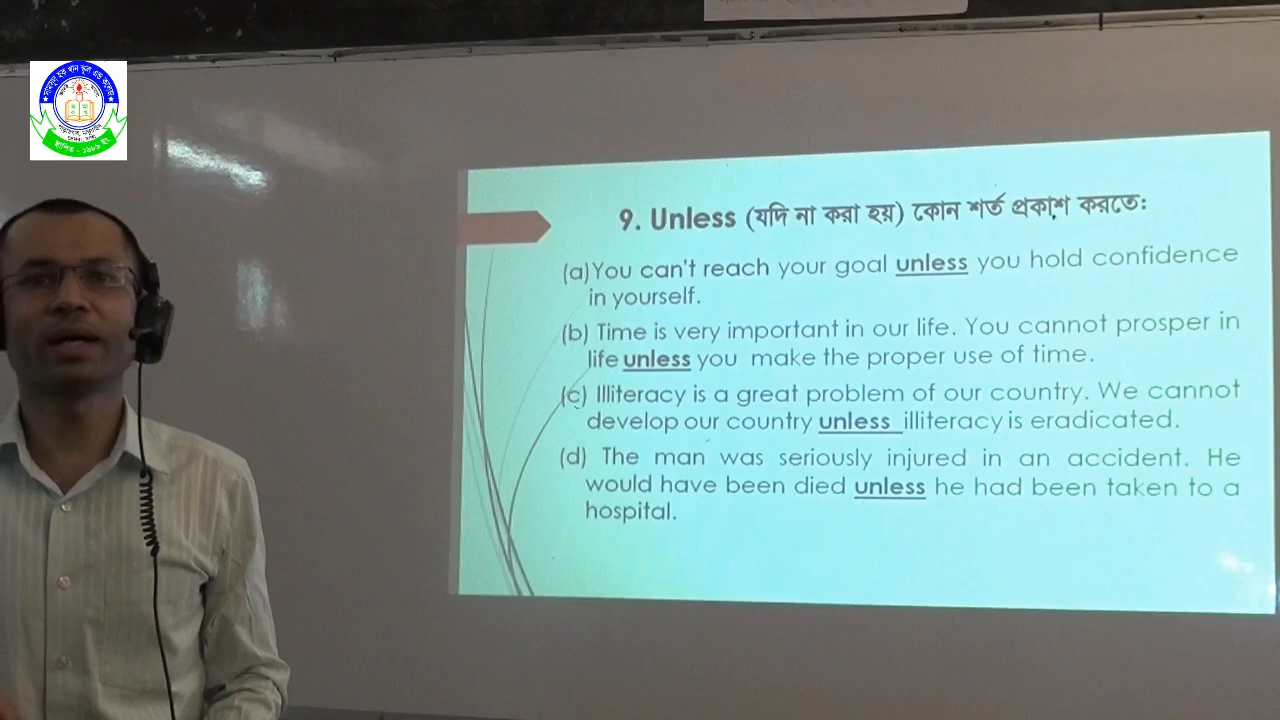 স্থাপিত - ১৯৮৯ ইং
9. Unless (যদি না করা হয়) কোন শর্ত প্রকাশ করতেঃ
(a)You can't reach your goal unless you hold confidence
in yourself.
(b) Time is very important in our life. You cannot prosper in
life unless you make the proper use of time.
(c) Illiteracy is a great problem of our country. We cannot
develop our country unless illiteracy is eradicated.
(d) The man was seriously injured in an accident. He
would have been died unless he had been taken to a
hospital.